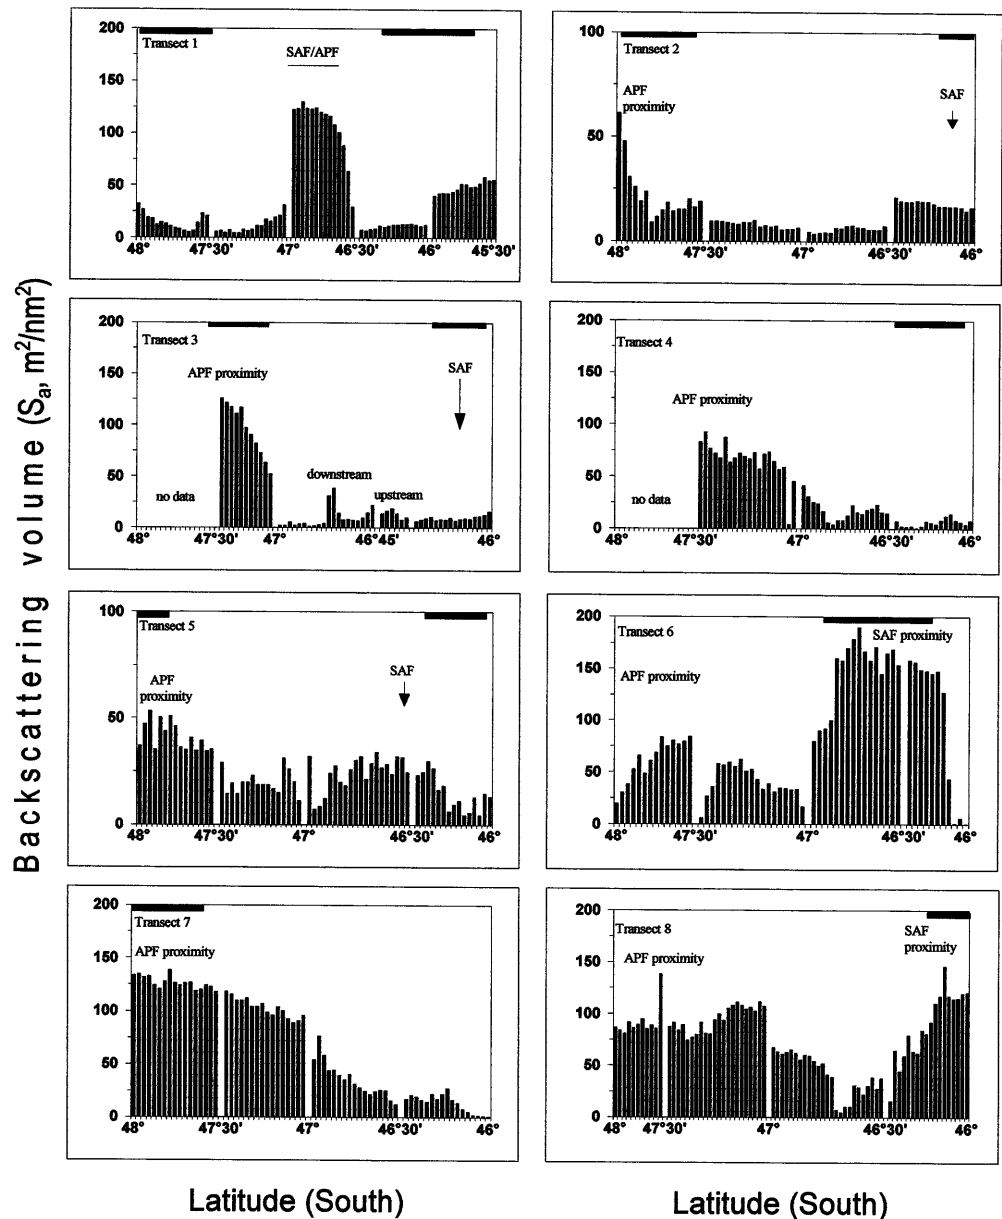 Backscattering volume (Sa, m²/nm²)
Transect 1
SAF/APF
200
150
100
50
0
48° 47°30' 47° 46°30' 46° 45°30'
Transect 2
APF
proximity
SAF
100
50
0
48° 47°30' 47° 46°30' 46°
Transect 3
APF proximity
SAF
downstream
upstream
no data
200
150
100
50
0
48° 47°30' 47° 46°45' 46°
Transect 4
APF proximity
no data
200
150
100
50
0
48° 47°30' 47° 46°30' 46°
Transect 5
APF
proximity
SAF
100
50
0
48° 47°30' 47° 46°30' 46°
Transect 6
APF proximity
SAF proximity
200
150
100
50
0
48° 47°30' 47° 46°30' 46°
Transect 7
APF proximity
200
150
100
50
0
48° 47°30' 47° 46°30' 46°
Transect 8
APF proximity
SAF
proximity
200
150
100
50
0
48° 47°30' 47° 46°30' 46°
Latitude (South)
Latitude (South)